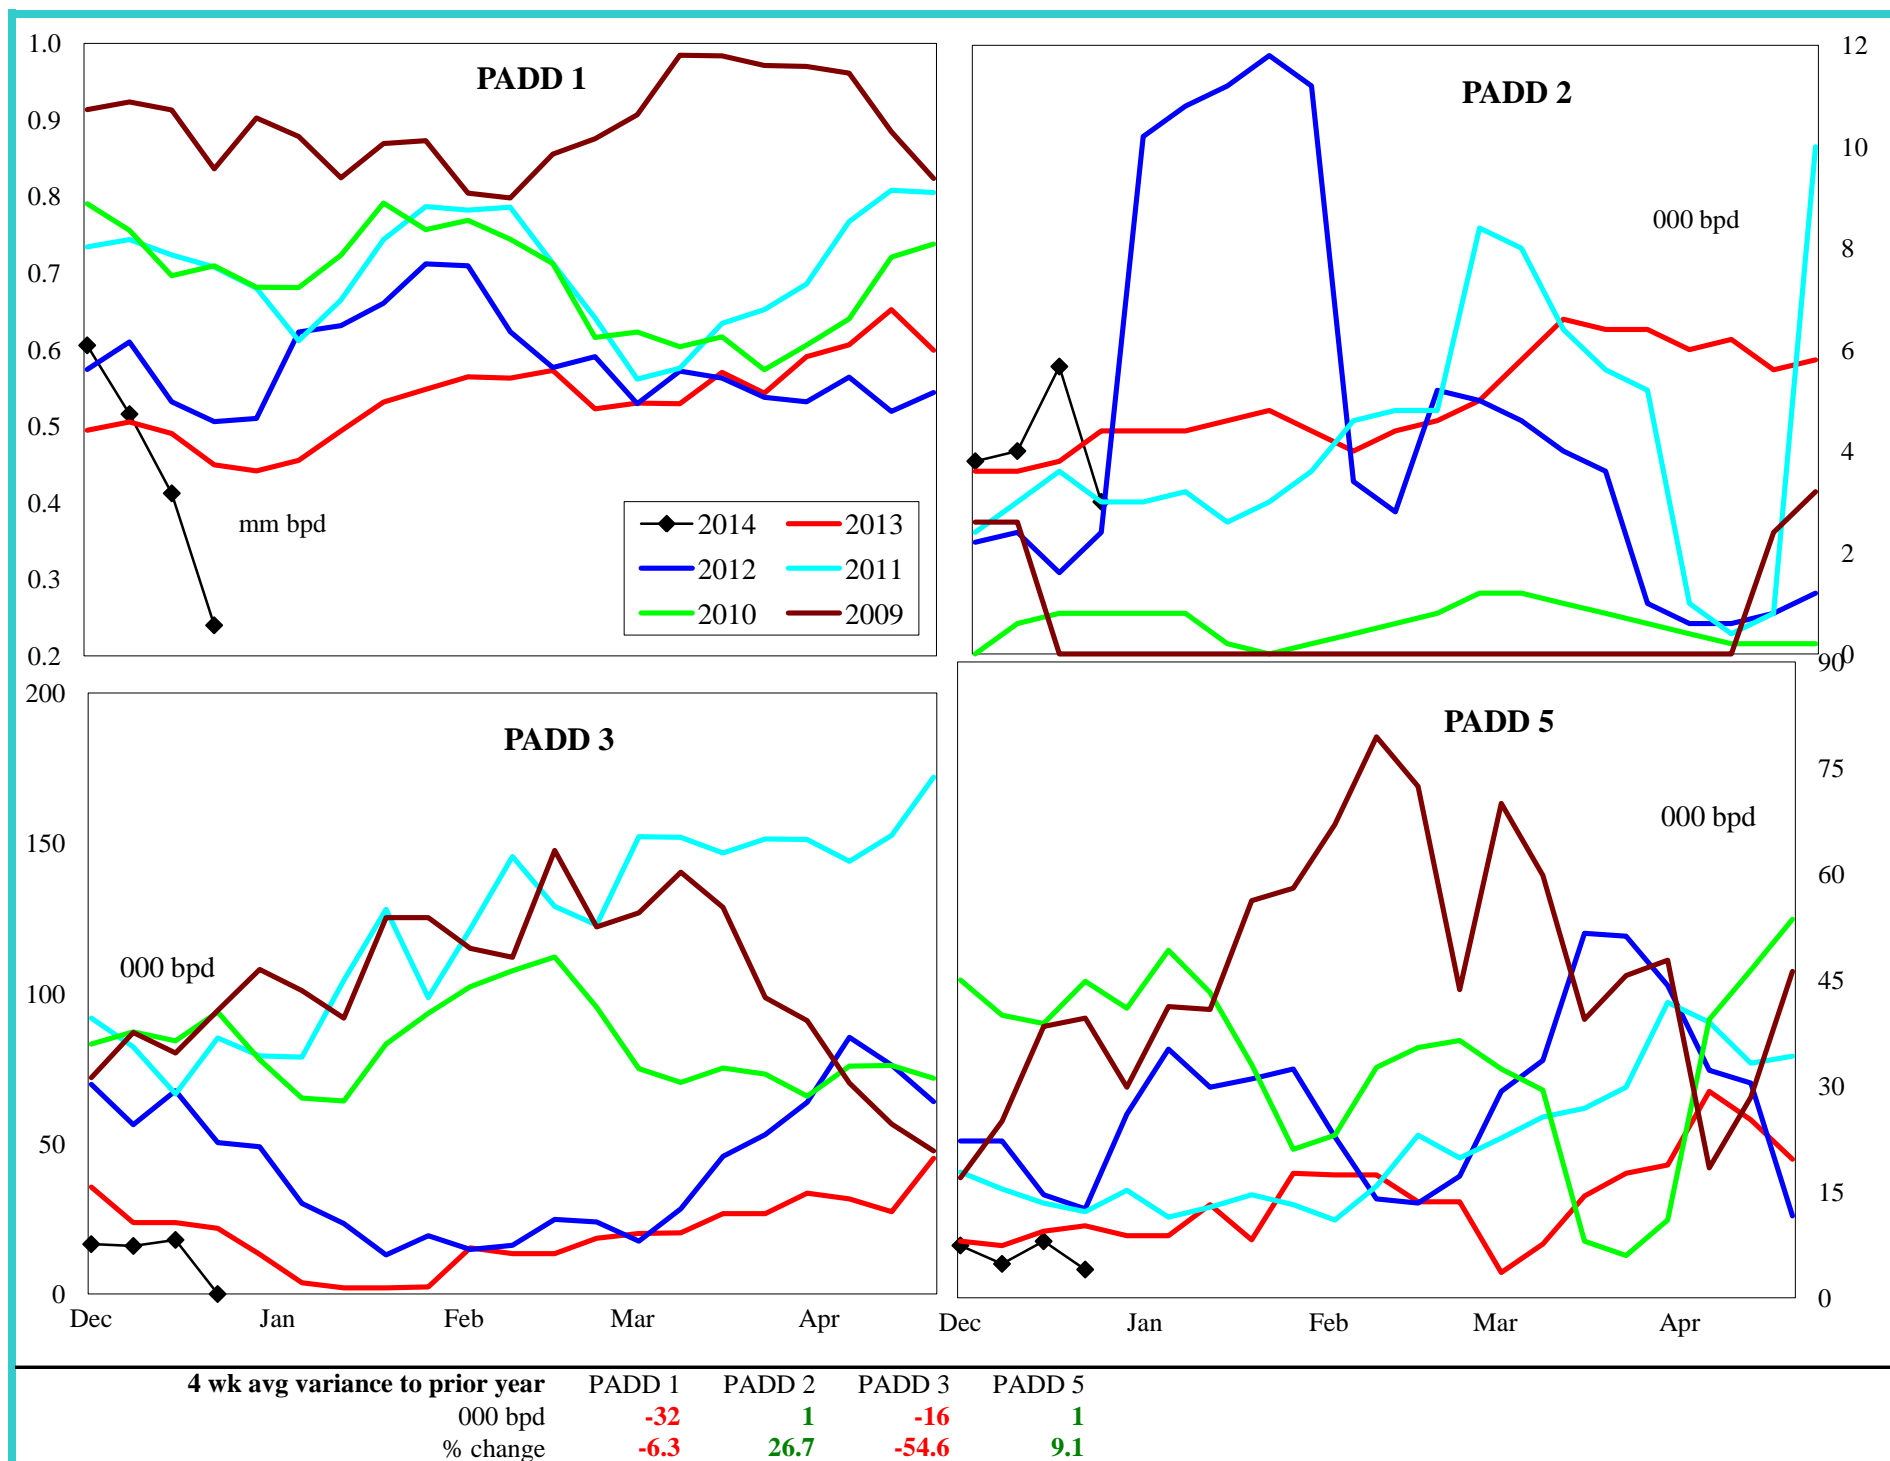 PADD 1
1.0
0.9
0.8
0.7
0.6
0.5
0.4
0.3
0.2
mm bpd
2014 2013
2012 2011
2010 2009
PADD 2
000 bpd
12
10
8
6
4
2
0
PADD 3
000 bpd
200
150
100
50
0
Dec Jan Feb Mar Apr
PADD 5
000 bpd
90
75
60
45
30
15
0
Dec Jan Feb Mar Apr
4 wk avg variance to prior year PADD 1 PADD 2 PADD 3 PADD 5
000 bpd -32 1 -16 1
% change -6.3 26.7 -54.6 9.1